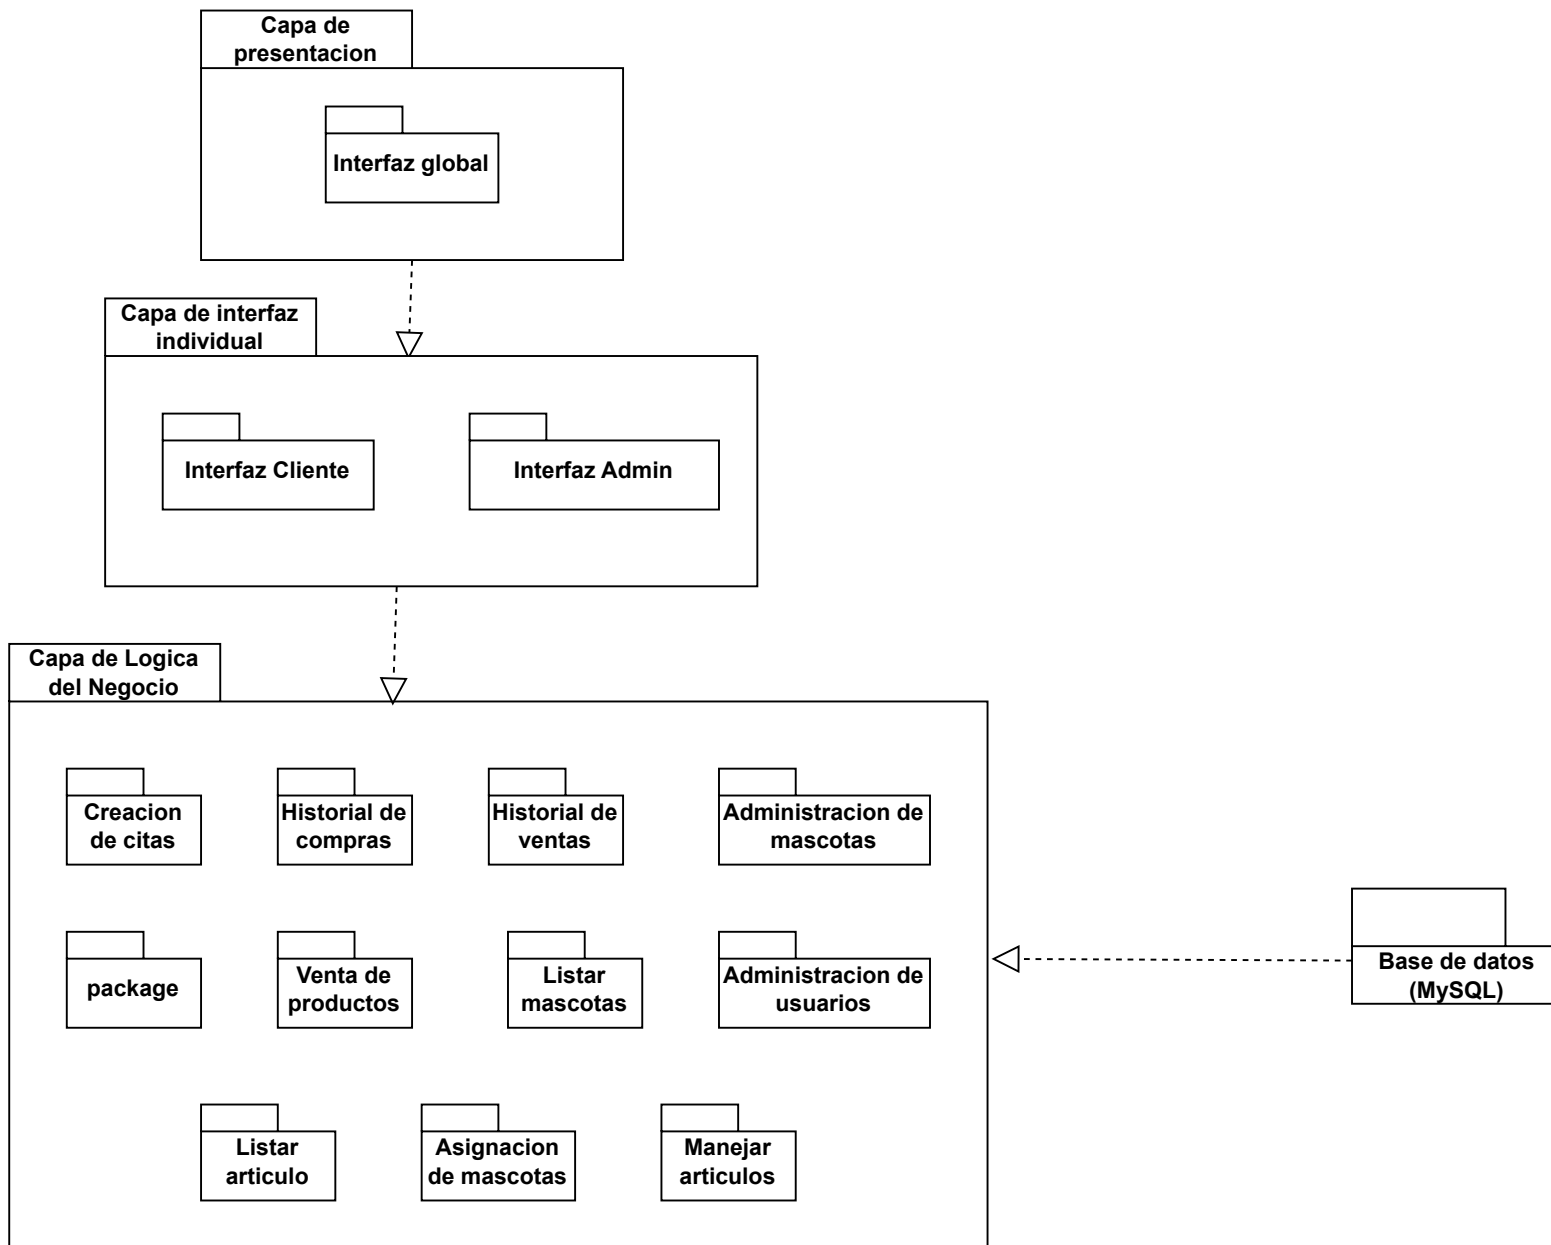 Capa de
presentacion
Interfaz global
Capa de interfaz
individual
Interfaz Cliente
Interfaz Admin
Capa de Logica
del Negocio
Creacion
de citas
Historial de
compras
Historial de
ventas
Administracion de
mascotas
package
Venta de
productos
Listar
mascotas
Administracion de
usuarios
Base de datos
(MySQL)
Listar
articulo
Asignacion
de mascotas
Manejar
articulos